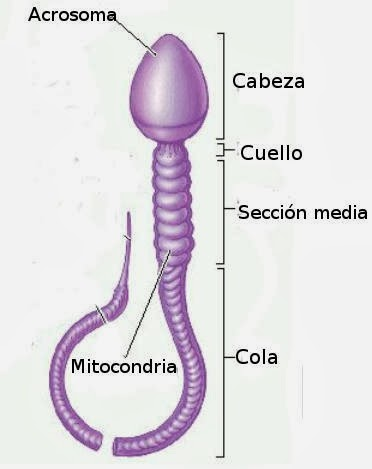 Acrosoma
Cabeza
Cuello
Sección media
Mitocondria
Cola